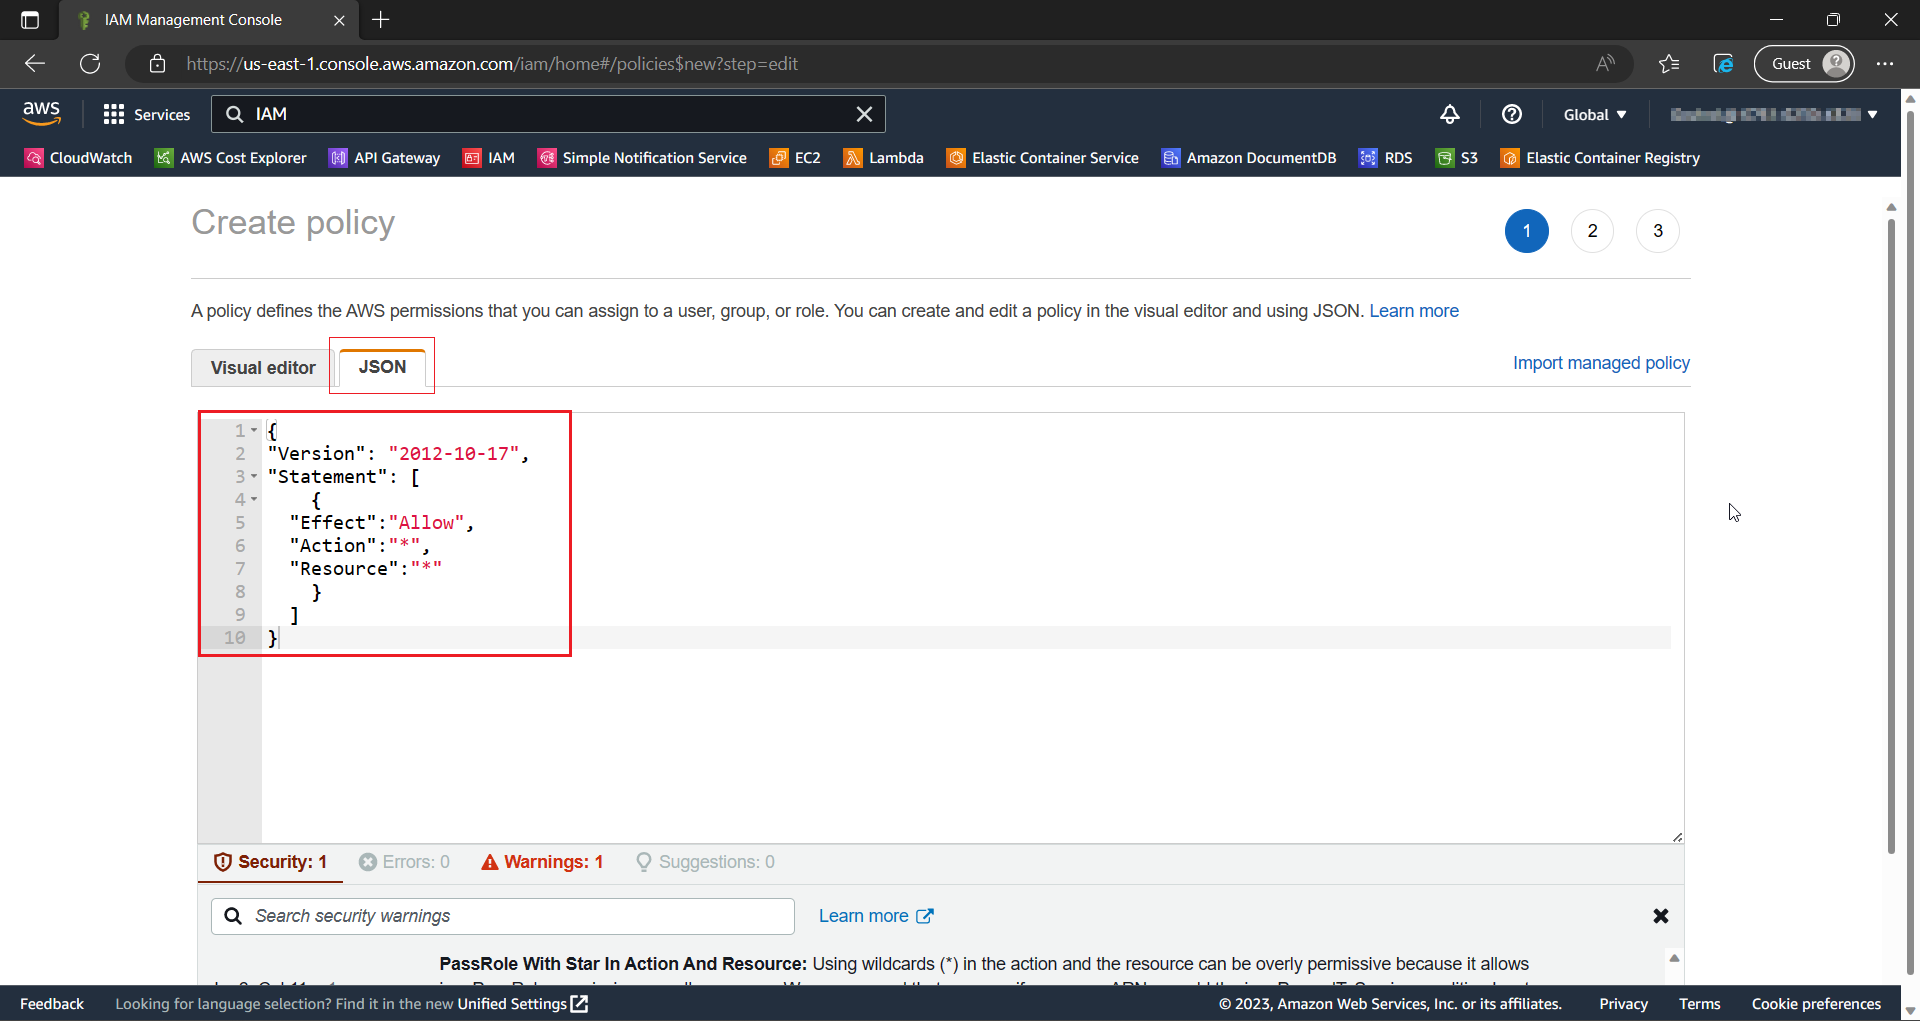 IAM Management Console
https://us-east-1.console.aws.amazon.com/iam/home#/policies$new?step=edit
Guest
aws
Services
IAM
Global
CloudWatch
AWS Cost Explorer
API Gateway
IAM
Simple Notification Service
EC2
Lambda
Elastic Container Service
Amazon DocumentDB
RDS
S3
Elastic Container Registry
Create policy
1
2
3
A policy defines the AWS permissions that you can assign to a user, group, or role. You can create and edit a policy in the visual editor and using JSON. Learn more
Visual editor
JSON
Import managed policy
1 {
2 "Version": "2012-10-17",
3 "Statement": [
4 {
5 "Effect":"Allow",
6 "Action":"*",
7 "Resource":"*"
8 }
9 ]
10 }
Security: 1
Errors: 0
Warnings: 1
Suggestions: 0
Search security warnings
Learn more
PassRole With Star In Action And Resource: Using wildcards (*) in the action and the resource can be overly permissive because it allows
Feedback
Looking for language selection? Find it in the new Unified Settings
© 2023, Amazon Web Services, Inc. or its affiliates.
Privacy
Terms
Cookie preferences